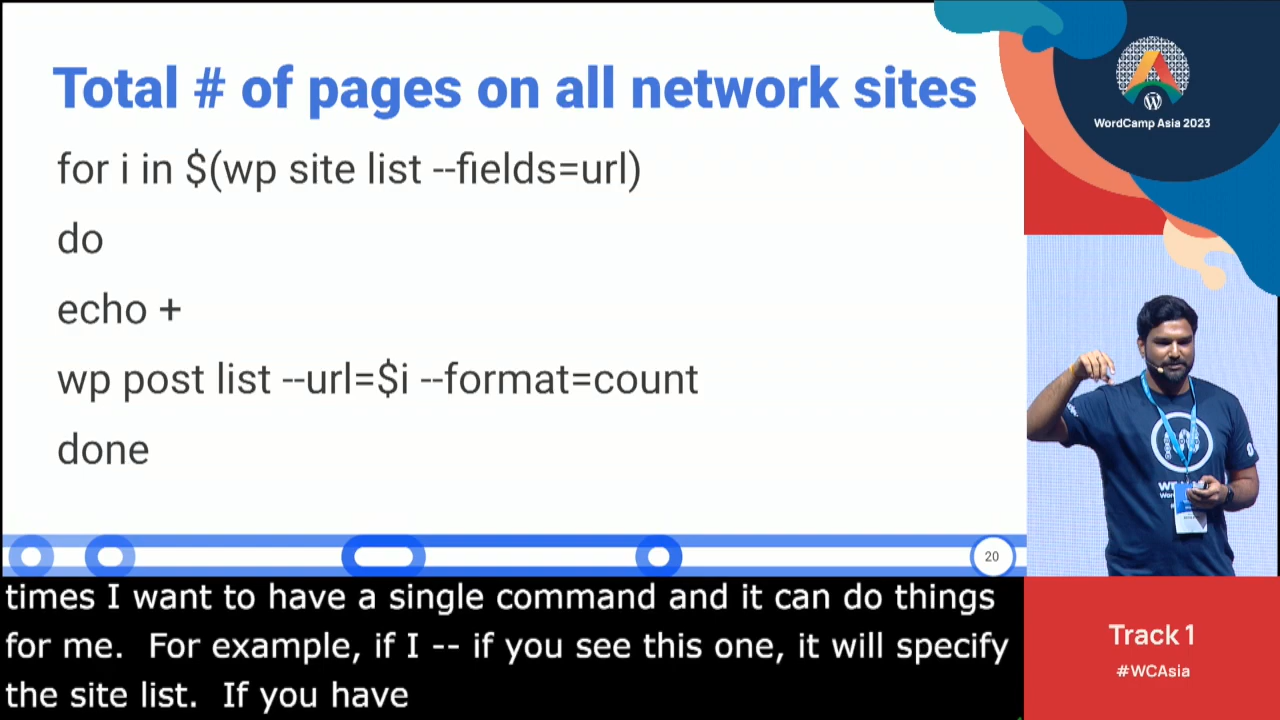 Total # of pages on all network sites
for i in $(wp site list --fields=url)
do
echo +
wp post list --url=$i --format=count
done
20
times I want to have a single command and it can do things
for me.  For example, if I -- if you see this one, it will specify
the site list.  If you have
WordCamp Asia 2023
Track 1
#WCAsia